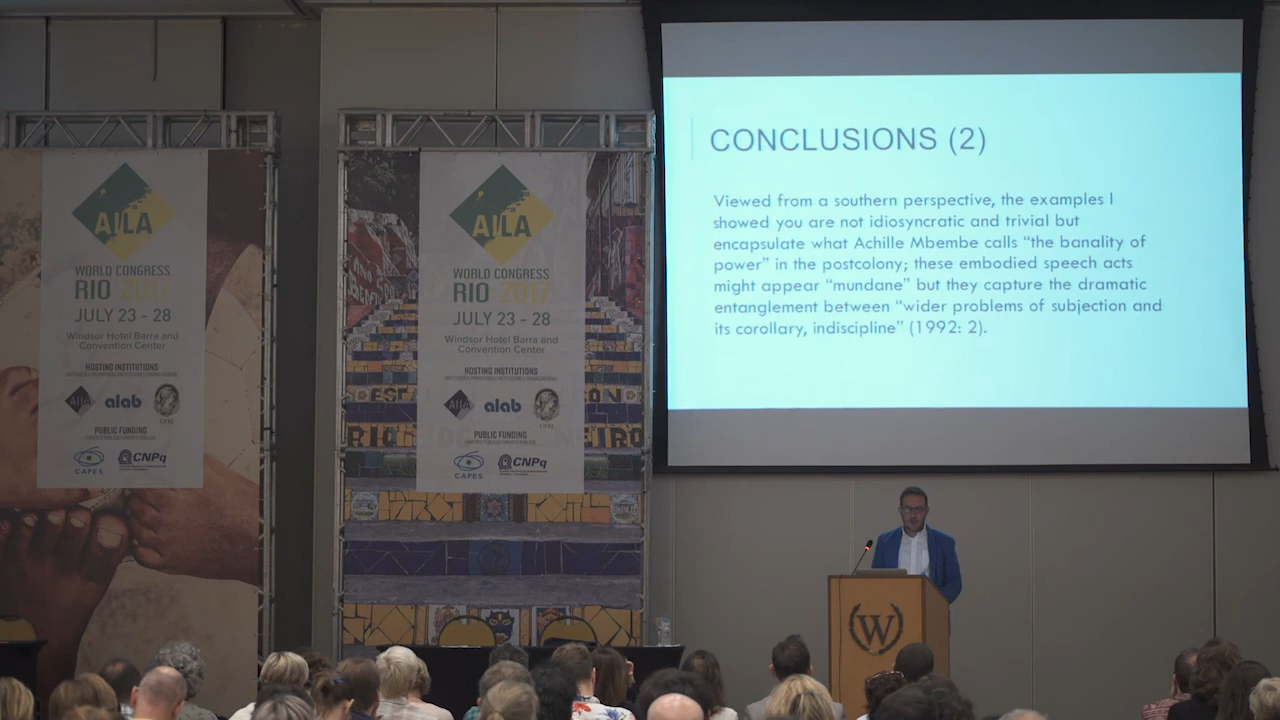 AILA
WORLD CONGRESS
RIO 2017
JULY 23 - 28
Windsor Hotel Barra and
Convention Center
HOSTING INSTITUTIONS
AILA
alab
PUBLIC FUNDING
CAPES
CNPq
AILA
WORLD CONGRESS
RIO 2017
JULY 23 - 28
Windsor Hotel Barra and
Convention Center
HOSTING INSTITUTIONS
AILA
alab
PUBLIC FUNDING
CAPES
CNPq
CONCLUSIONS (2)
Viewed from a southern perspective, the examples I
showed you are not idiosyncratic and trivial but
encapsulate what Achille Mbembe calls “the banality of
power” in the postcolony; these embodied speech acts
might appear “mundane” but they capture the dramatic
entanglement between “wider problems of subjection and
its corollary, indiscipline” (1992: 2).
W